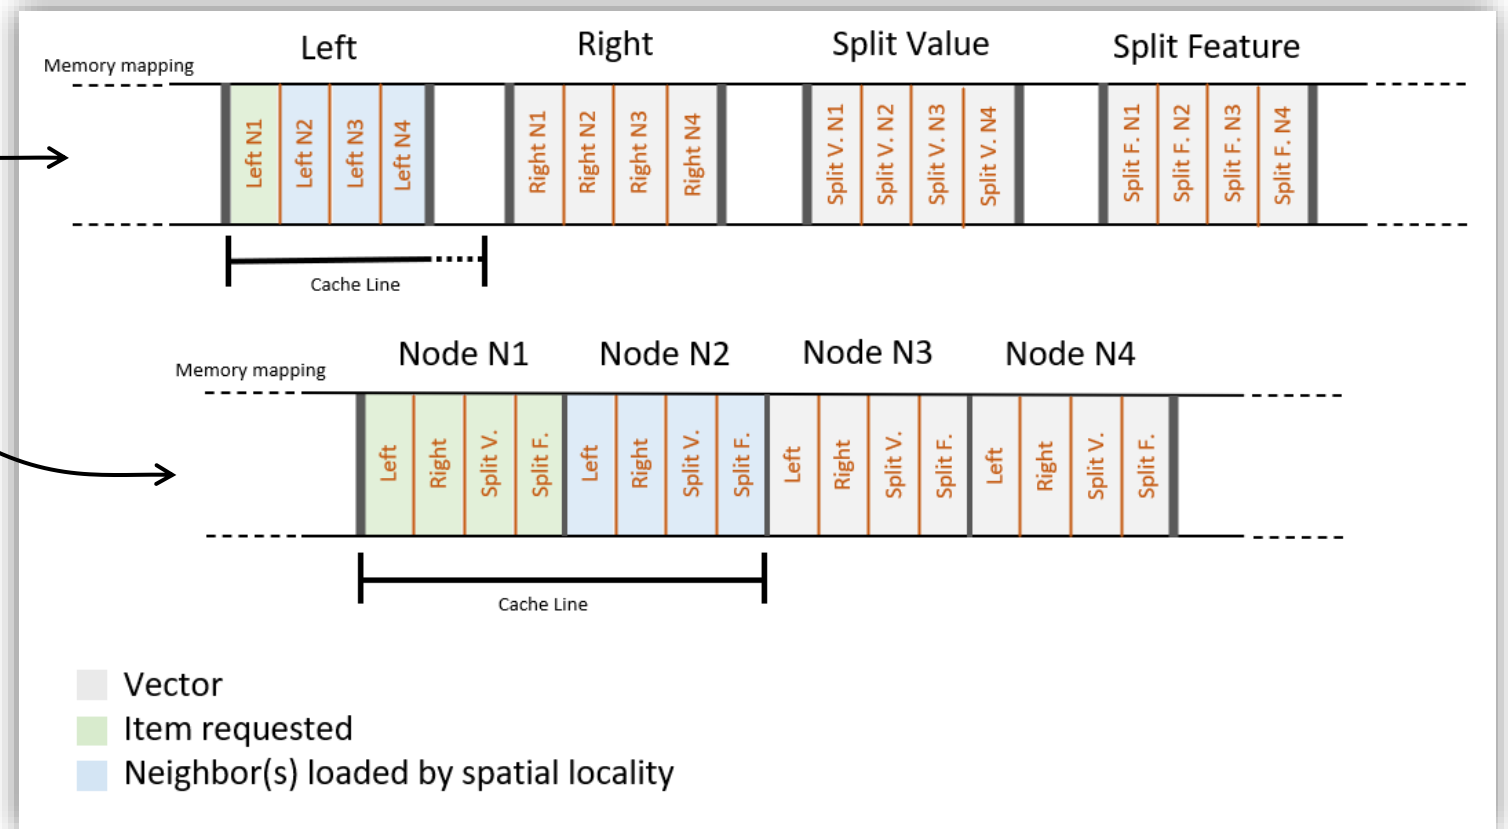 Left
Right
Split Value
Split Feature
Memory mapping
Left N1
Left N2
Left N3
Left N4
Right N1
Right N2
Right N3
Right N4
Split V. N1
Split V. N2
Split V. N3
Split V. N4
Split F. N1
Split F. N2
Split F. N3
Split F. N4
Cache Line
Node N1
Node N2
Node N3
Node N4
Memory mapping
Left
Right
Split V.
Split F.
Left
Right
Split V.
Split F.
Left
Right
Split V.
Split F.
Left
Right
Split V.
Split F.
Cache Line
Vector
Item requested
Neighbor(s) loaded by spatial locality